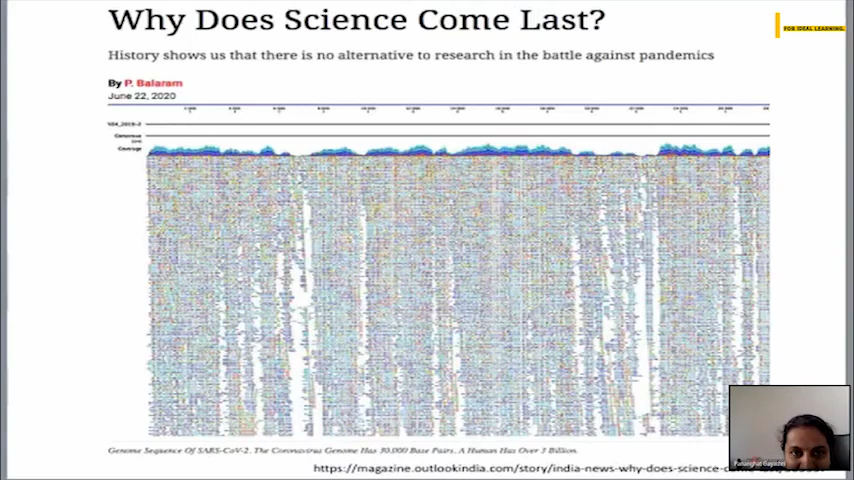 Why Does Science Come Last?
FOR IDEAL LEARNING.
History shows us that there is no alternative to research in the battle against pandemics
By P. Balaram
June 22, 2020
Consensus
Coverage
Genome Sequence Of SARS-CoV-2. The Coronavirus Genome Has 30,000 Base Pairs. A Human Has Over 3 Billion.
https://magazine.outlookindia.com/story/india-news-why-does-science-